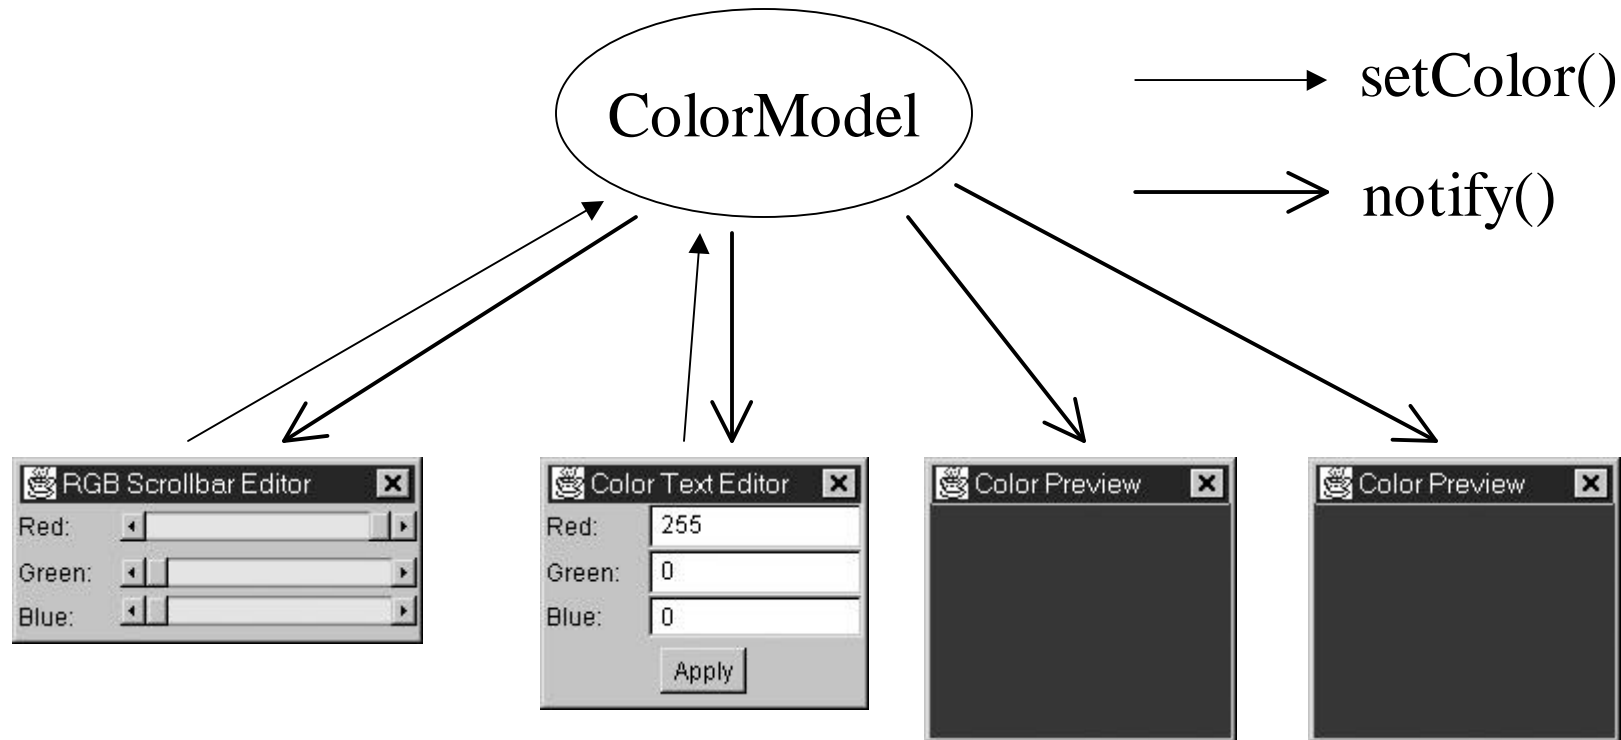 ColorModel
setColor()
notify()
RGB Scrollbar Editor
Red:
Green:
Blue:
Color Text Editor
Red: 255
Green: 0
Blue: 0
Apply
Color Preview
Color Preview